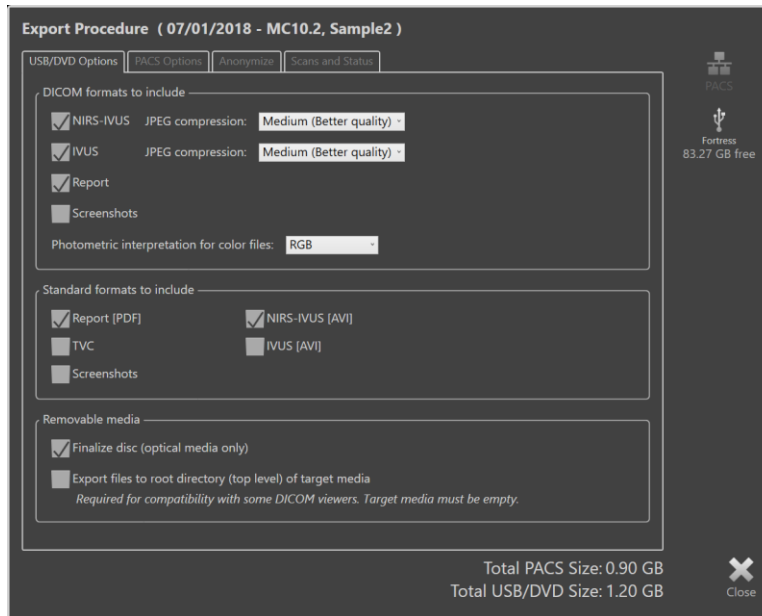 Export Procedure ( 07/01/2018 - MC10.2, Sample2 )
USB/DVD Options PACS Options Anonymize Scans and Status
PACS
Fortress
83.27 GB free
DICOM formats to include
NIRS-IVUS JPEG compression: Medium (Better quality)
IVUS JPEG compression: Medium (Better quality)
Report
Screenshots
Photometric interpretation for color files: RGB
Standard formats to include
Report [PDF] NIRS-IVUS [AVI]
TVC IVUS [AVI]
Screenshots
Removable media
Finalize disc (optical media only)
Export files to root directory (top level) of target media
Required for compatibility with some DICOM viewers. Target media must be empty.
Total PACS Size: 0.90 GB
Total USB/DVD Size: 1.20 GB
Close